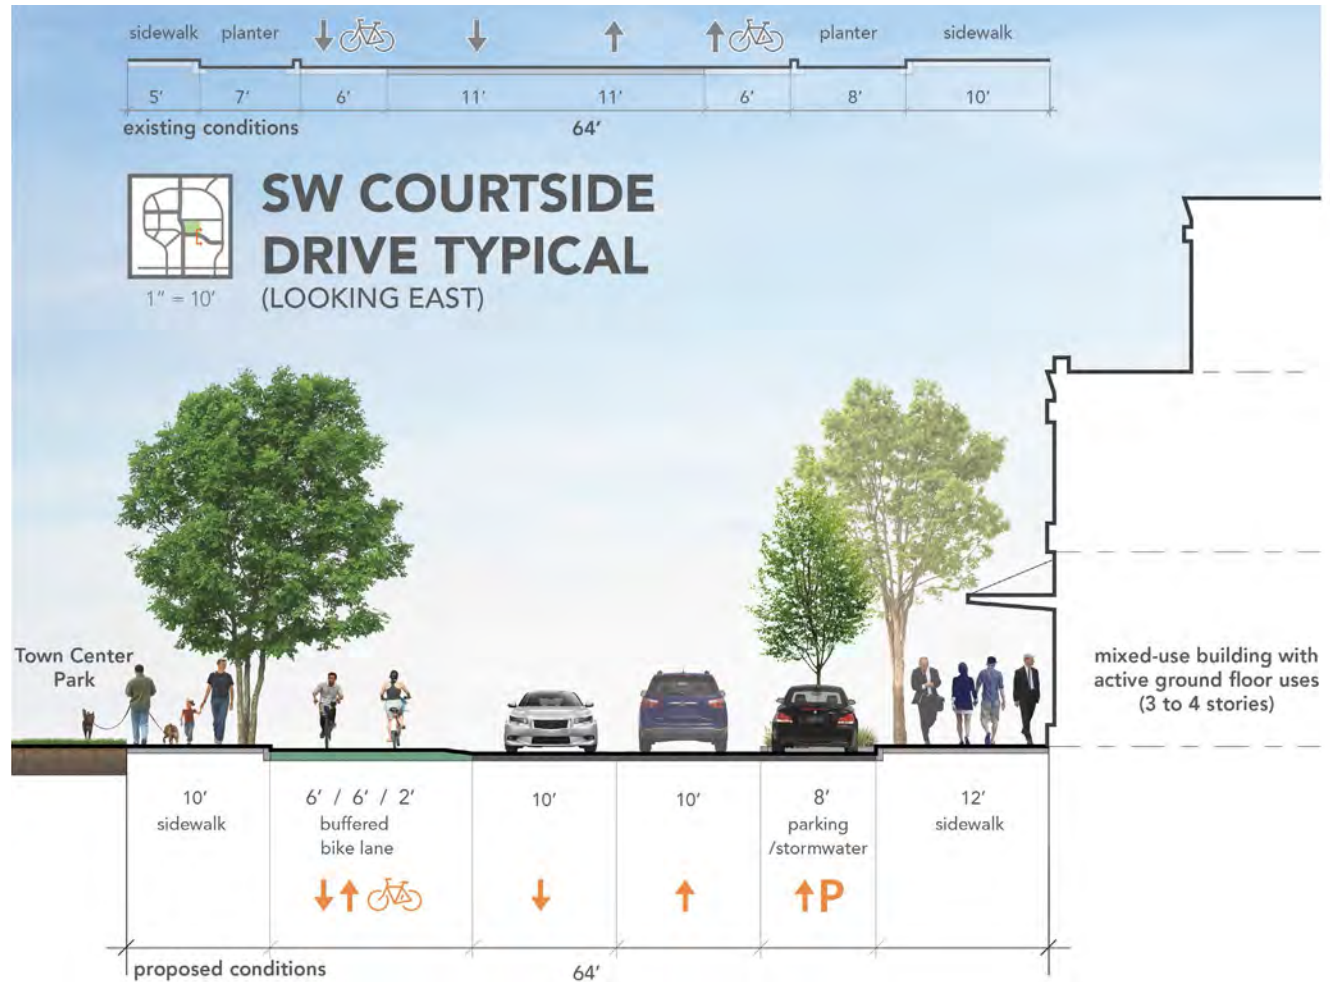 sidewalk planter planter sidewalk
5' 7' 6' 11' 11' 6' 8' 10'
existing conditions 64'
SW COURTSIDE
DRIVE TYPICAL
1" = 10' (LOOKING EAST)
Town Center
Park
mixed-use building with
active ground floor uses
(3 to 4 stories)
10' 6' / 6' / 2' 10' 10' 8' 12'
sidewalk buffered parking sidewalk
bike lane /stormwater
P
proposed conditions 64'